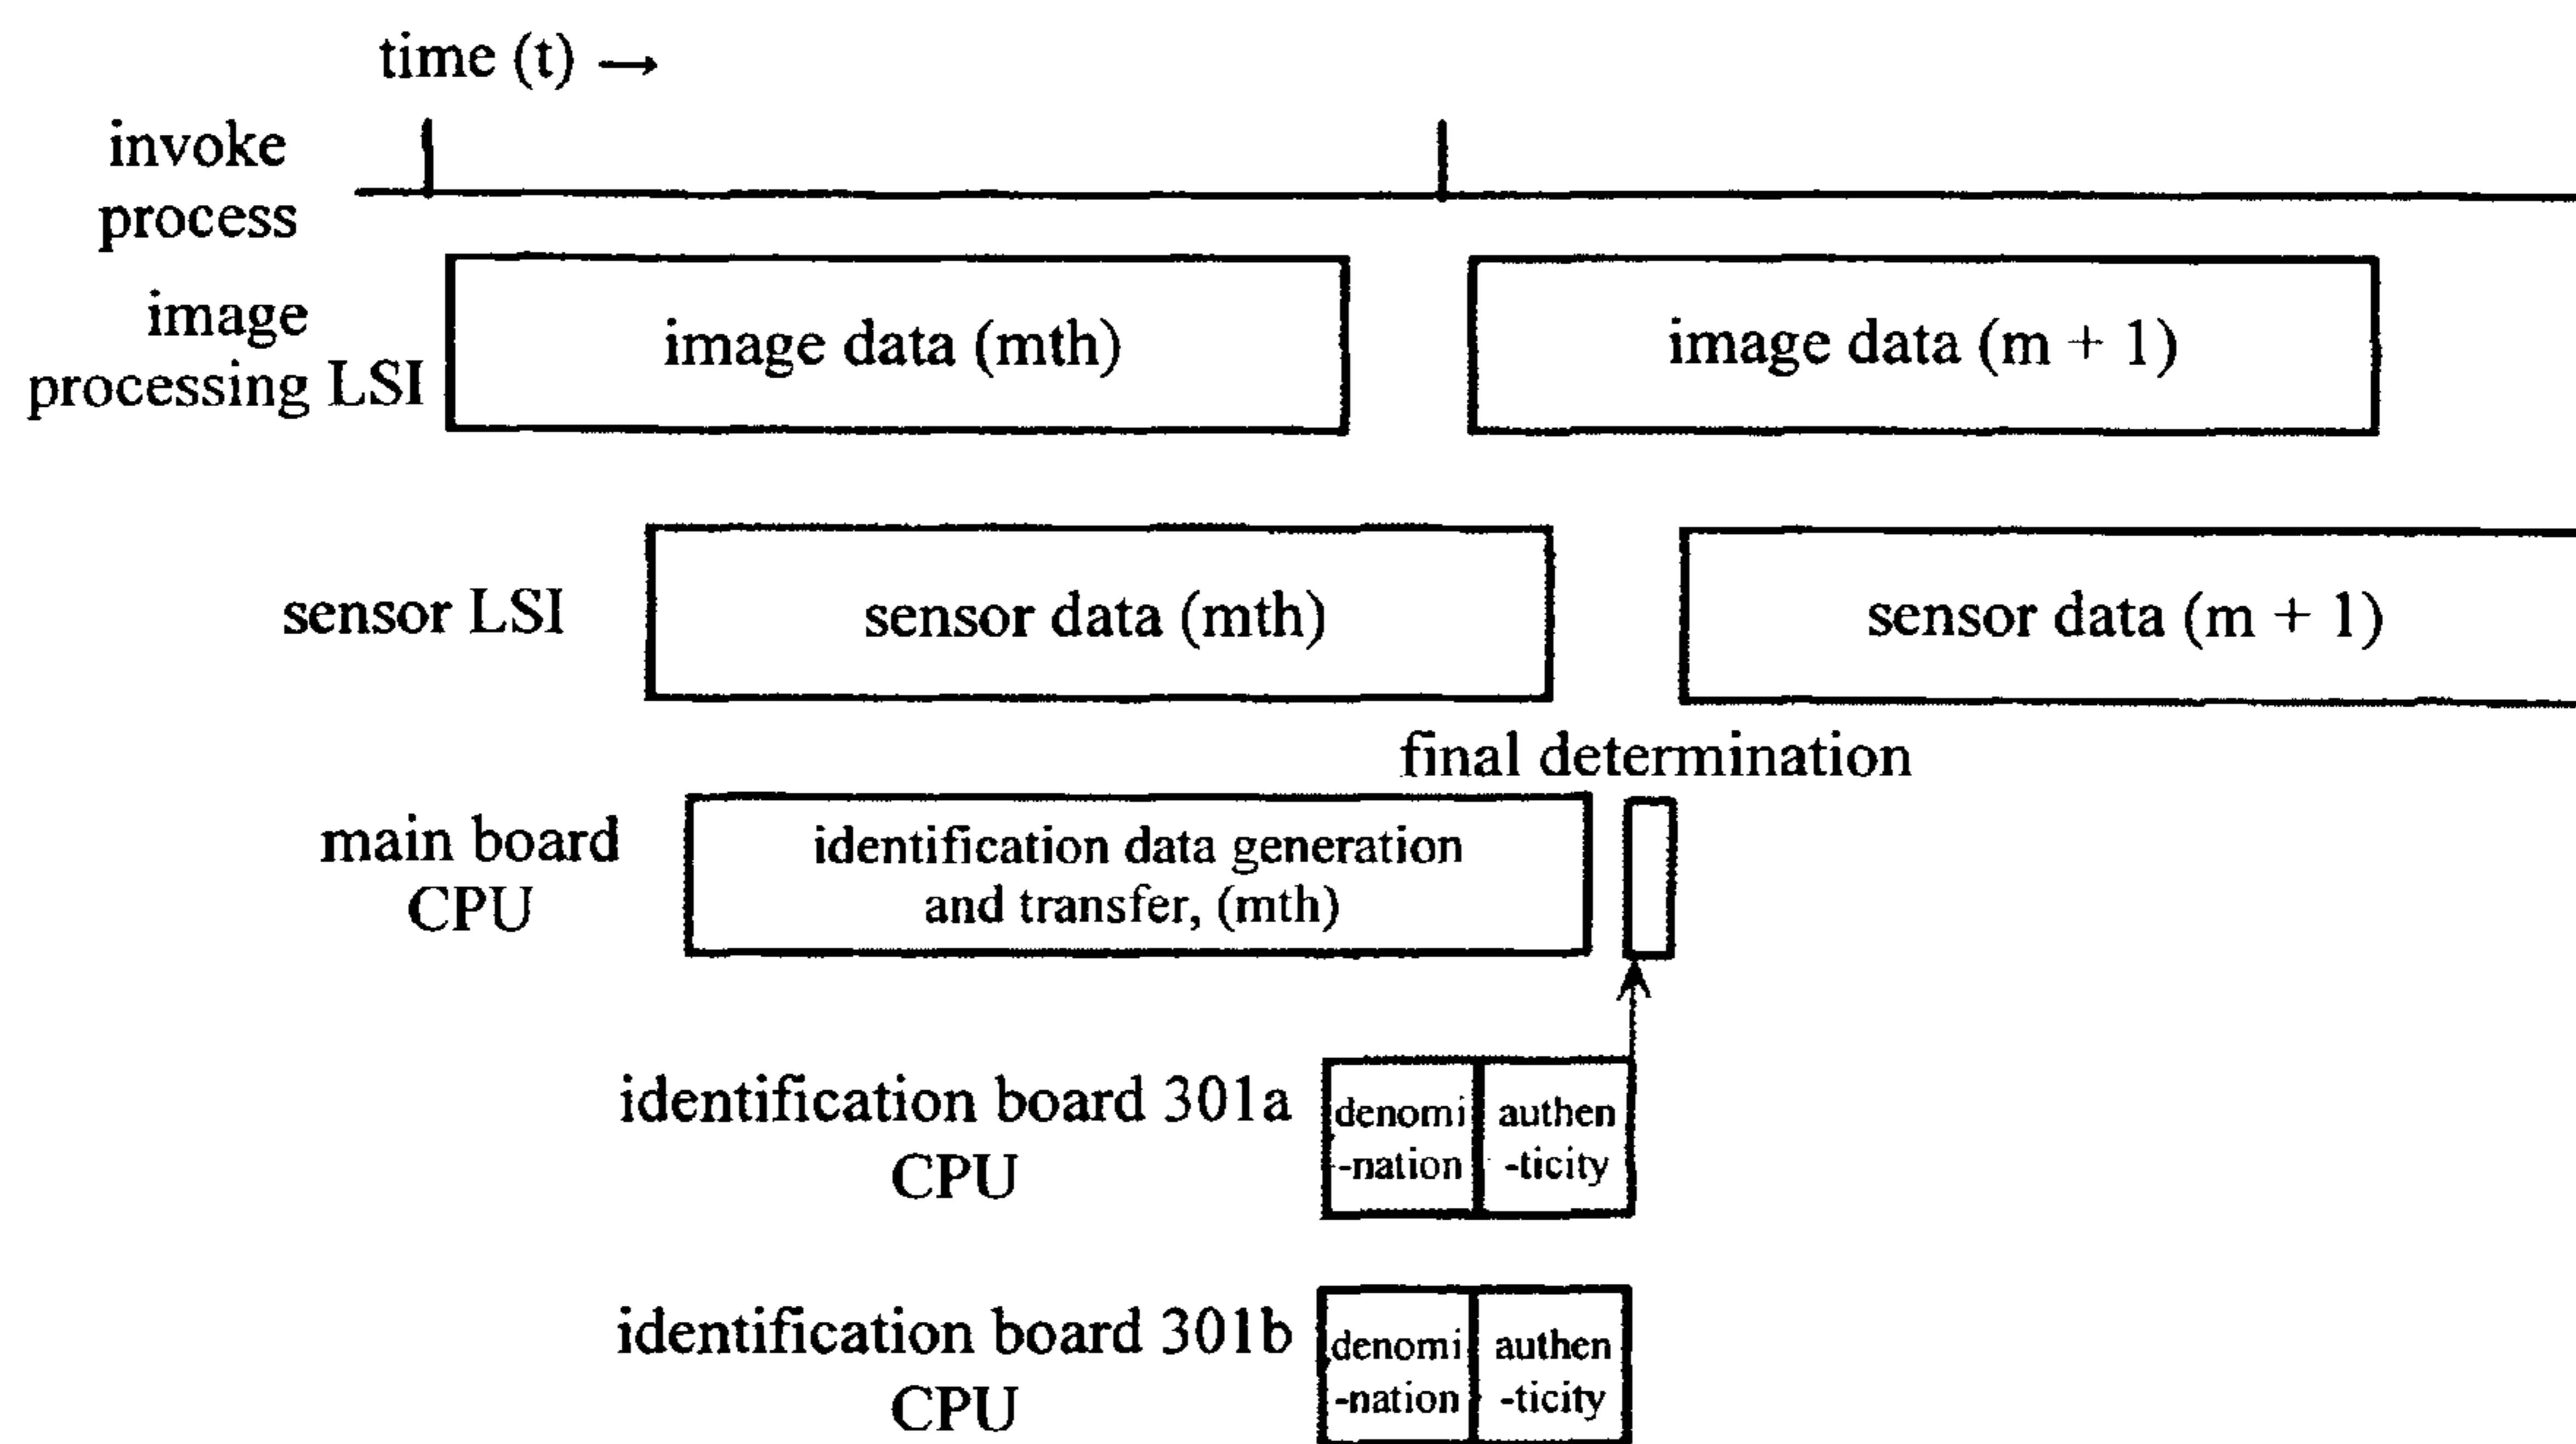 time (t) →
invoke
process
image
processing LSI
image data (mth)
image data (m + 1)
sensor LSI
sensor data (mth)
sensor data (m + 1)
final determination
main board
CPU
identification data generation
and transfer, (mth)
identification board 301a
CPU
denomi
-nation
authen
-ticity
identification board 301b
CPU
denomi
-nation
authen
-ticity